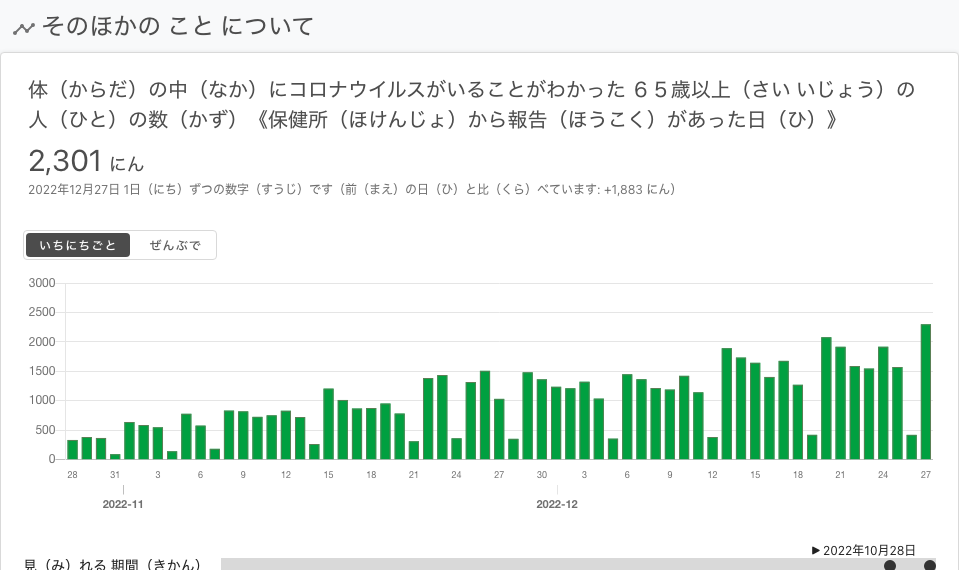 そのほかの こと について
体（からだ）の中（なか）にコロナウイルスがいることがわかった ６５歳以上（さい いじょう）の
人（ひと）の数（かず）《保健所（ほけんじょ）から報告（ほうこく）があった日（ひ）》
2,301 にん
2022年12月27日 1日（にち）ずつの数字（すうじ）です（前（まえ）の日（ひ）と比（くら）べています: +1,883 にん）
いちにちごと ぜんぶで
3000
2500
2000
1500
1000
500
0
28 31 3 6 9 12 15 18 21 24 27 30 3 6 9 12 15 18 21 24 27
2022-11 2022-12
▶2022年10月28日
見（み）れる 期間（きかん）